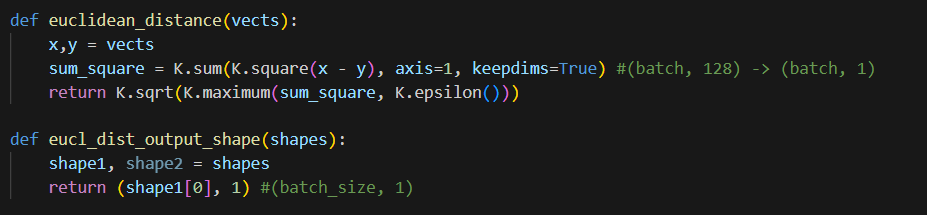 def euclidean_distance(vects):
    x,y = vects
    sum_square = K.sum(K.square(x - y), axis=1, keepdims=True) #(batch, 128) -> (batch, 1)
    return K.sqrt(K.maximum(sum_square, K.epsilon()))
def eucl_dist_output_shape(shapes):
    shape1, shape2 = shapes
    return (shape1[0], 1) #(batch_size, 1)